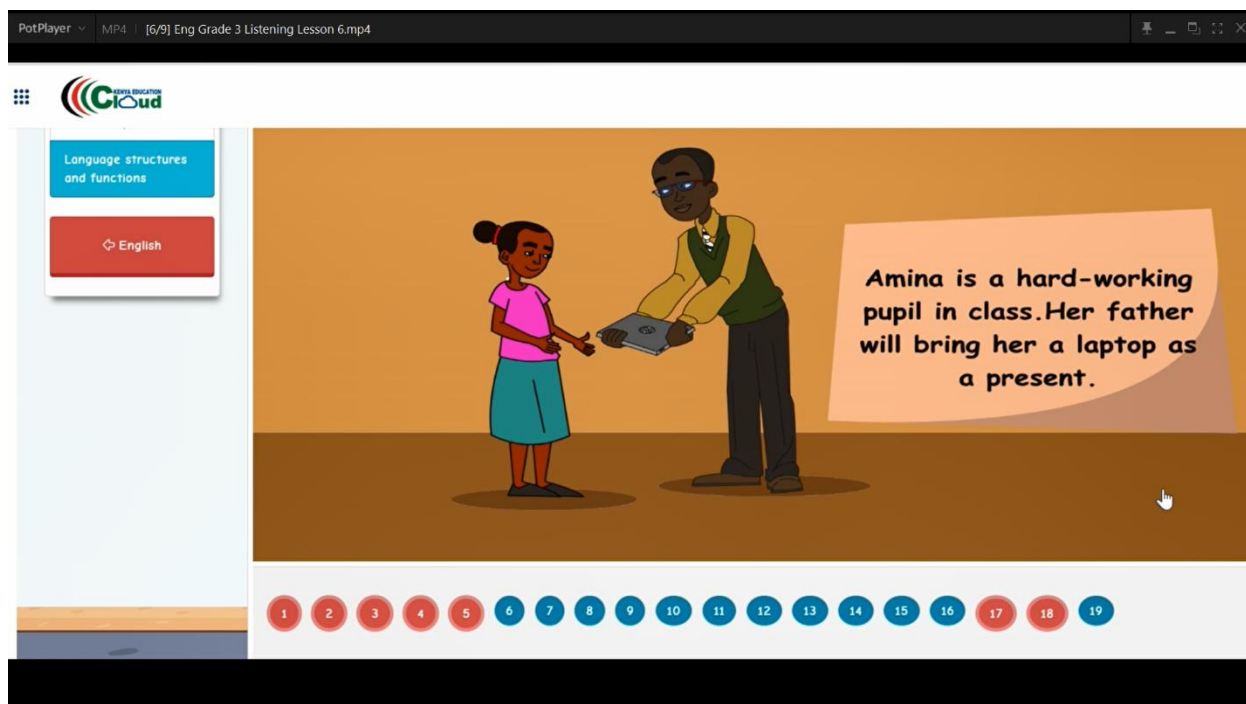 PotPlayer MP4 [6/9] Eng Grade 3 Listening Lesson 6.mp4
KENYA EDUCATION
Cloud
Language structures
and functions
English
Amina is a hard-working
pupil in class.Her father
will bring her a laptop as
a present.
1 2 3 4 5 6 7 8 9 10 11 12 13 14 15 16 17 18 19